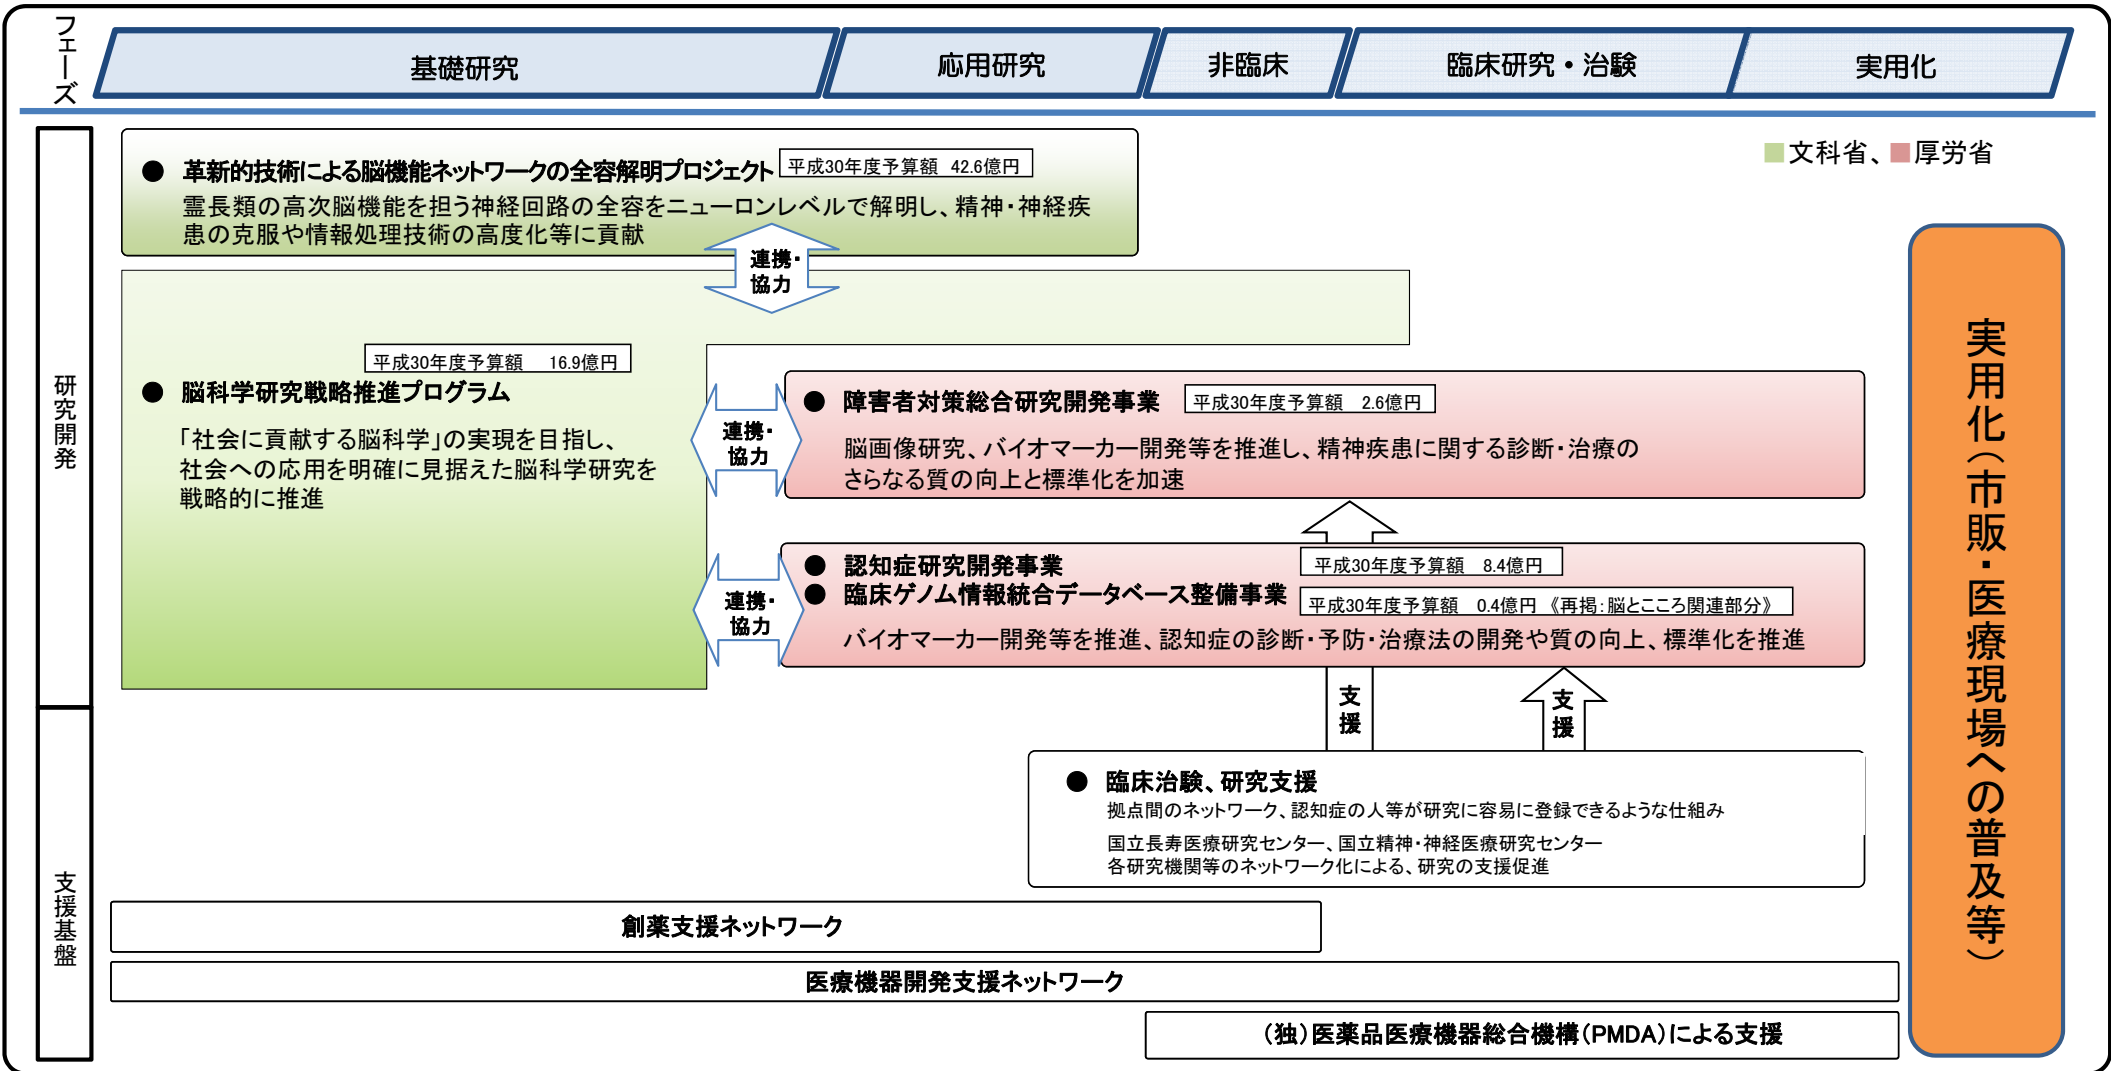 フェーズ
基礎研究
応用研究
非臨床
臨床研究・治験
実用化
文科省、厚労省
研究開発
● 革新的技術による脳機能ネットワークの全容解明プロジェクト
平成30年度予算額 42.6億円
霊長類の高次脳機能を担う神経回路の全容をニューロンレベルで解明し、精神・神経疾
患の克服や情報処理技術の高度化等に貢献
連携・
協力
平成30年度予算額 16.9億円
● 脳科学研究戦略推進プログラム
「社会に貢献する脳科学」の実現を目指し、
社会への応用を明確に見据えた脳科学研究を
戦略的に推進
連携・
協力
● 障害者対策総合研究開発事業
平成30年度予算額 2.6億円
脳画像研究、バイオマーカー開発等を推進し、精神疾患に関する診断・治療の
さらなる質の向上と標準化を加速
連携・
協力
● 認知症研究開発事業
平成30年度予算額 8.4億円
● 臨床ゲノム情報統合データベース整備事業
平成30年度予算額 0.4億円 《再掲:脳とこころ関連部分》
バイオマーカー開発等を推進、認知症の診断・予防・治療法の開発や質の向上、標準化を推進
支援
支援
支援基盤
● 臨床治験、研究支援
拠点間のネットワーク、認知症の人等が研究に容易に登録できるような仕組み
国立長寿医療研究センター、国立精神・神経医療研究センター
各研究機関等のネットワーク化による、研究の支援促進
創薬支援ネットワーク
医療機器開発支援ネットワーク
(独)医薬品医療機器総合機構(PMDA)による支援
実用化(市販・医療現場への普及等)